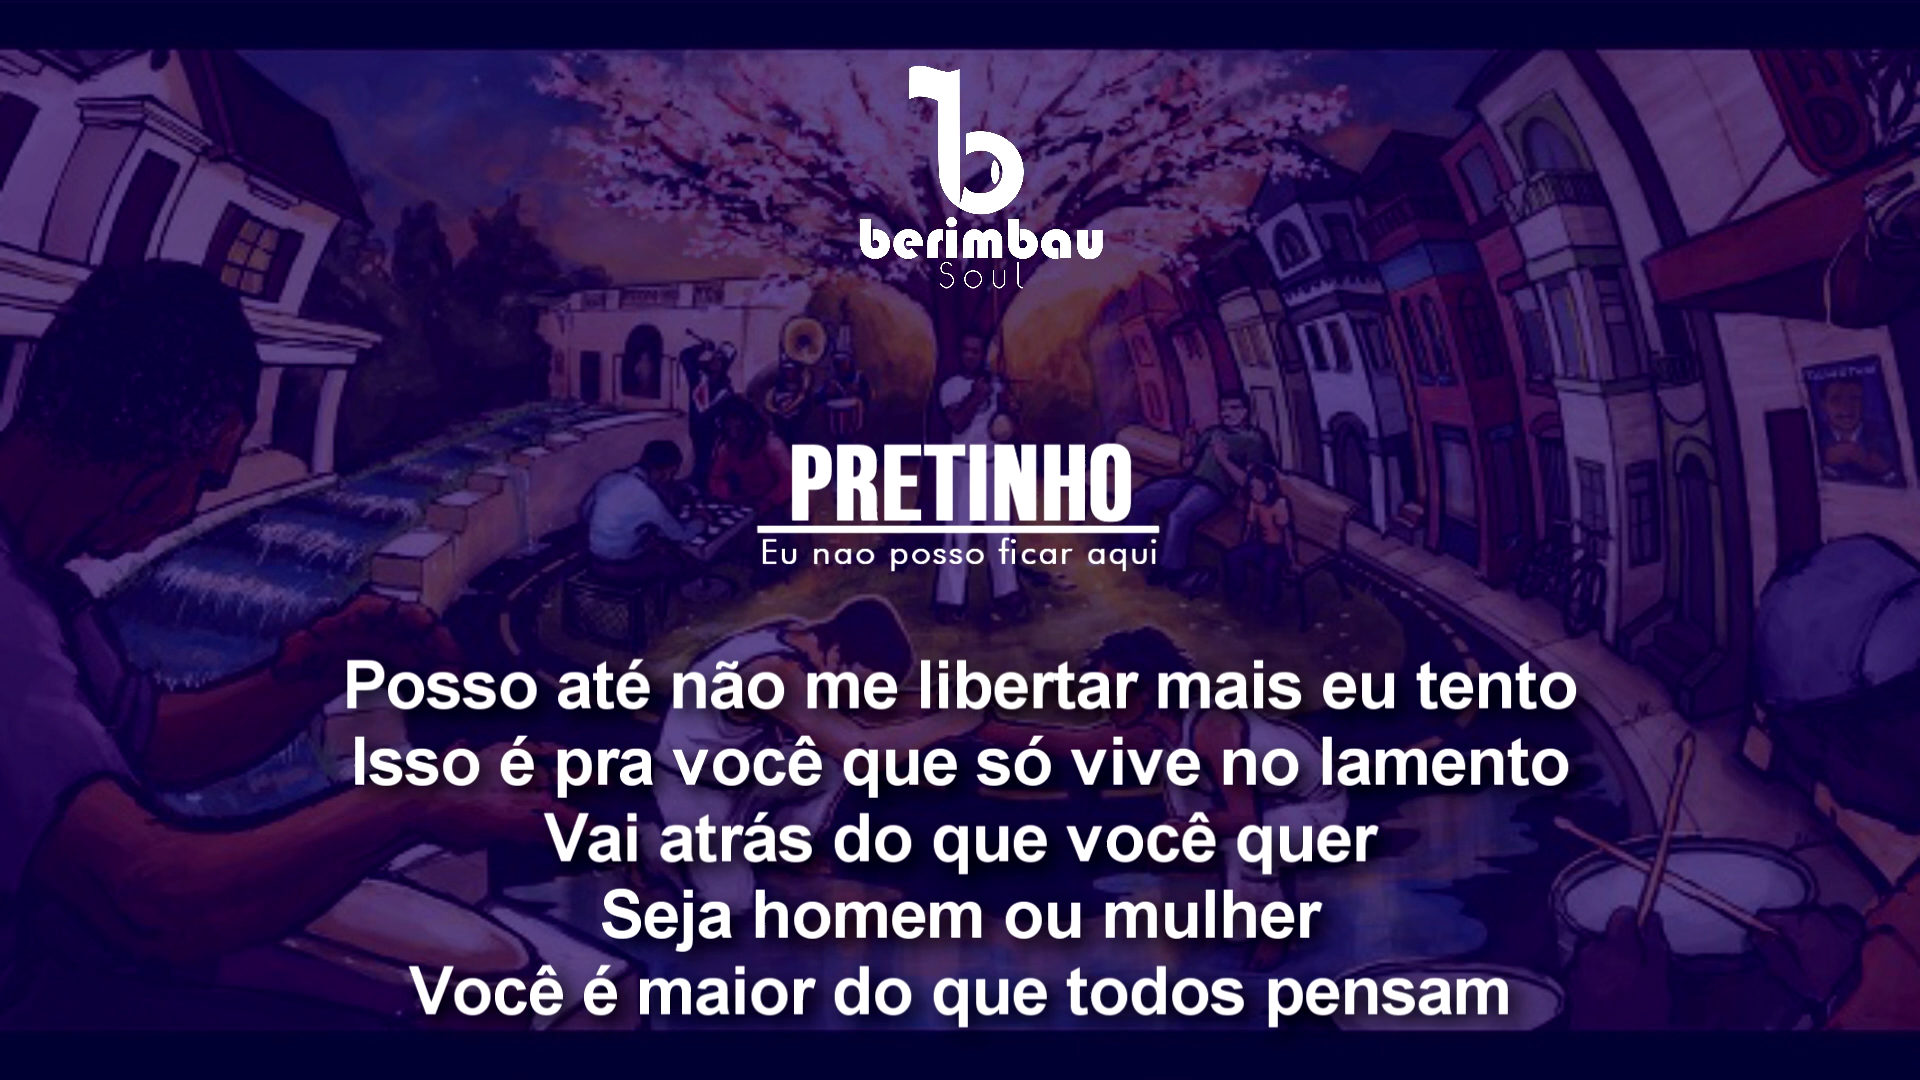 berimbau
Soul
PRETINHO
Eu nao posso ficar aqui
Posso até não me libertar mais eu tento
Isso é pra você que só vive no lamento
Vai atrás do que você quer
Seja homem ou mulher
Você é maior do que todos pensam